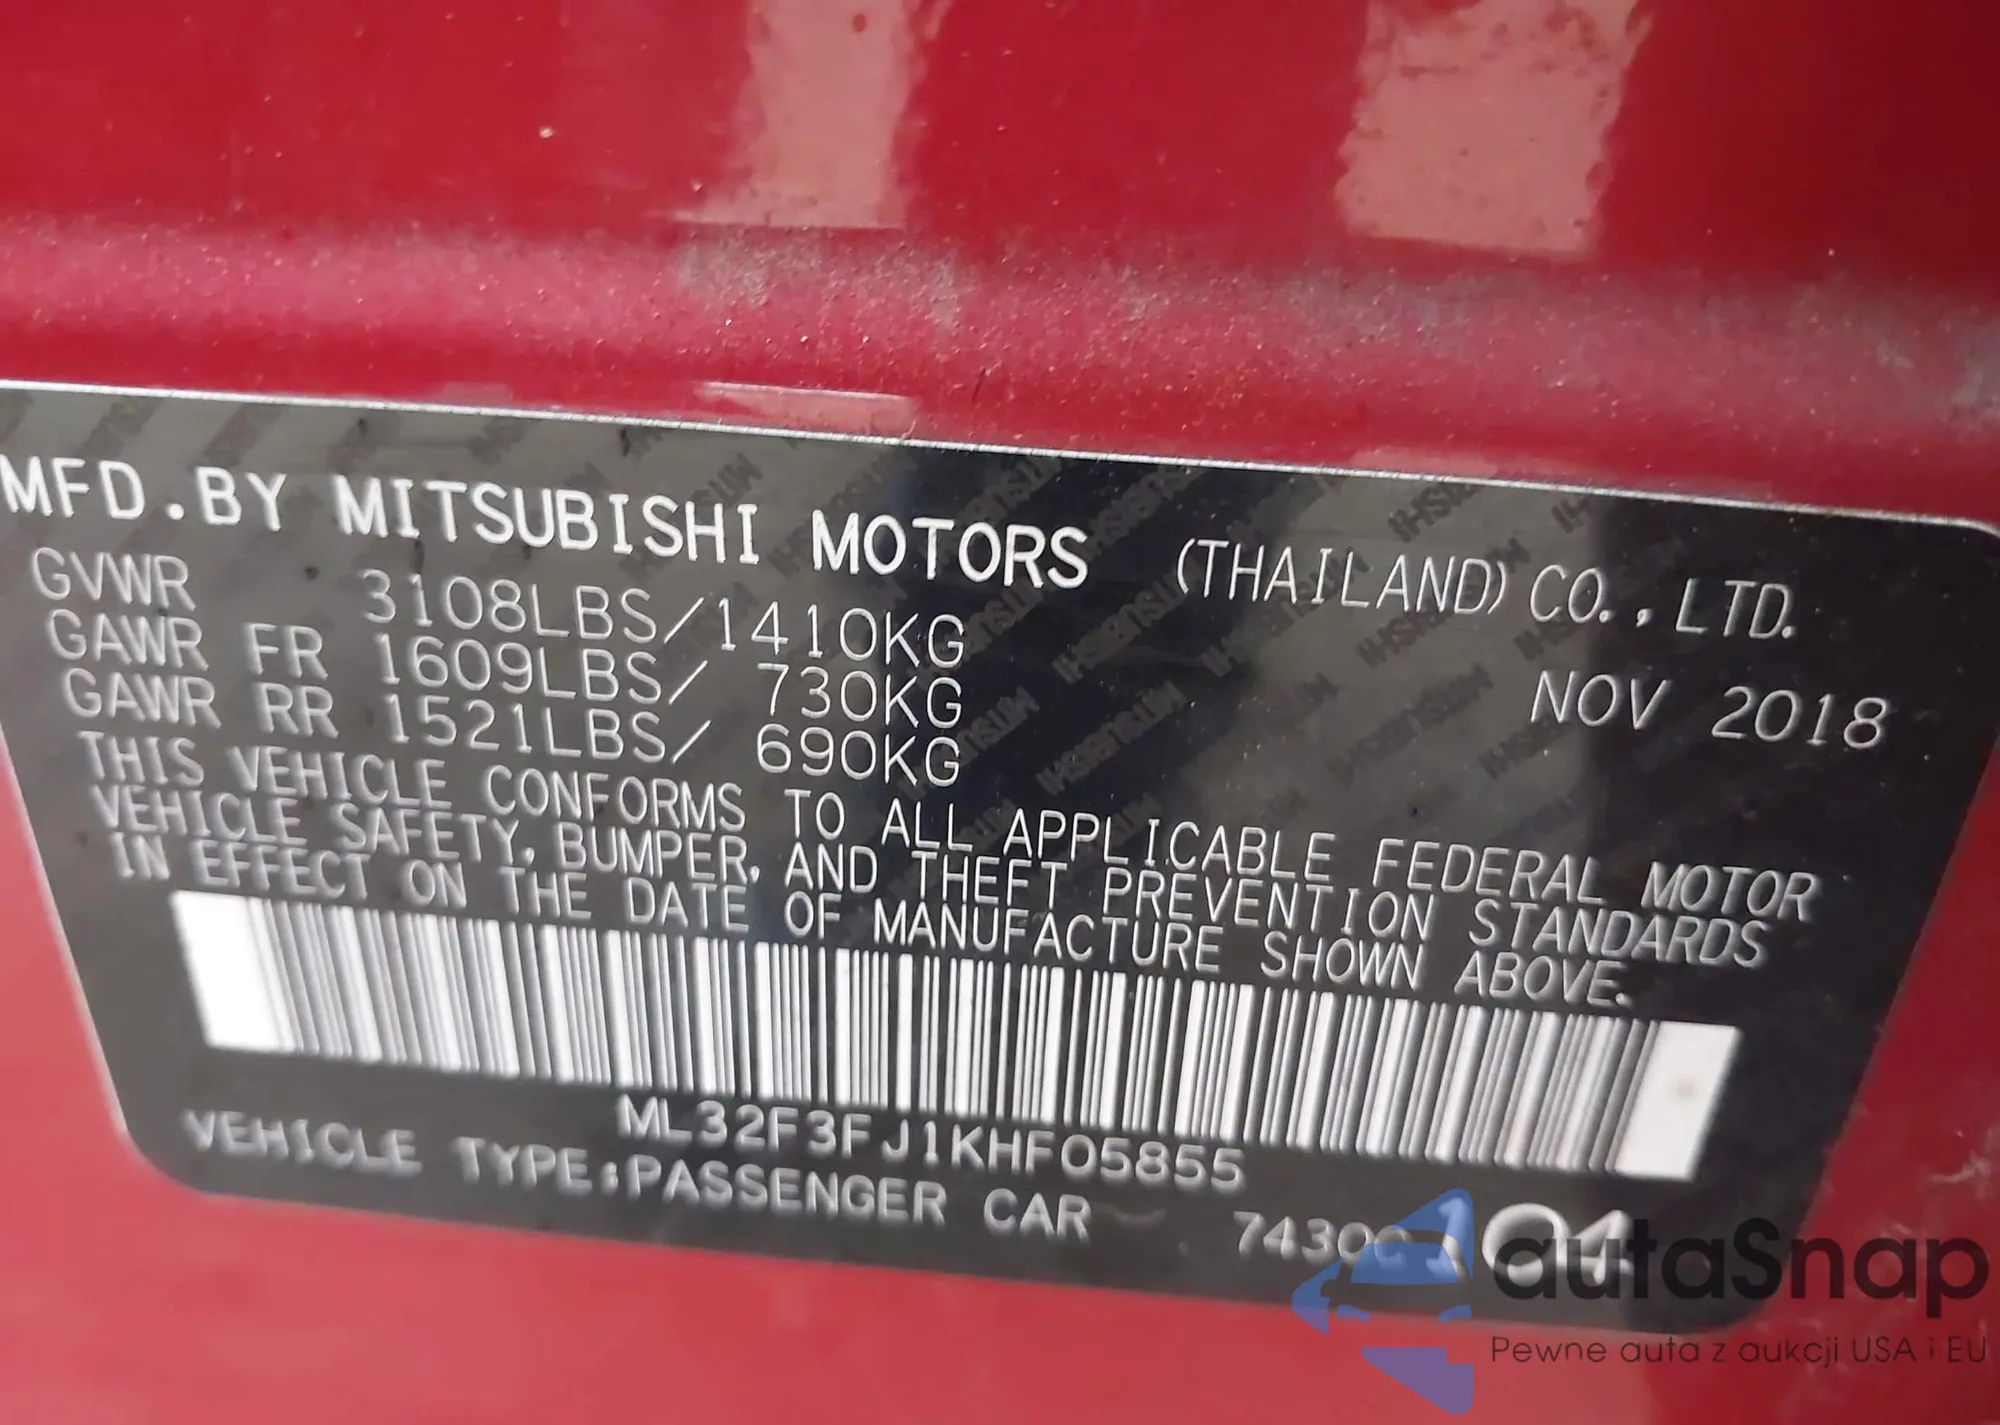 MFD.BY MITSUBISHI MOTORS (THAILAND) CO.,LTD.
GVWR 3108LBS/1410KG
GAWR FR 1609LBS/ 730KG NOV 2018
GAWR RR 1521LBS/ 690KG
THIS VEHICLE CONFORMS TO ALL APPLICABLE FEDERAL MOTOR
VEHICLE SAFETY, BUMPER, AND THEFT PREVENTION STANDARDS
IN EFFECT ON THE DATE OF MANUFACTURE SHOWN ABOVE.
ML32F3FJ1KHF05855
VEHICLE TYPE:PASSENGER CAR 7430C104
autoSnap
Pewne auta z aukcji USA i EU